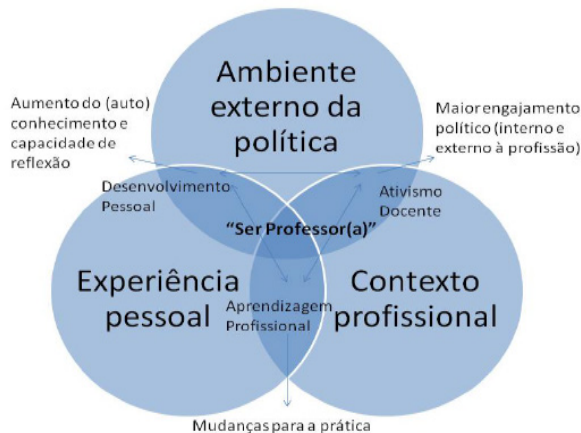 Ambiente
externo da
política
Aumento do (auto)
conhecimento e
capacidade de
reflexão
Maior engajamento
político (interno e
externo à profissão)
Desenvolvimento
Pessoal
Ativismo
Docente
“Ser Professor(a)”
Experiência
pessoal
Contexto
profissional
Aprendizagem
Profissional
Mudanças para a prática